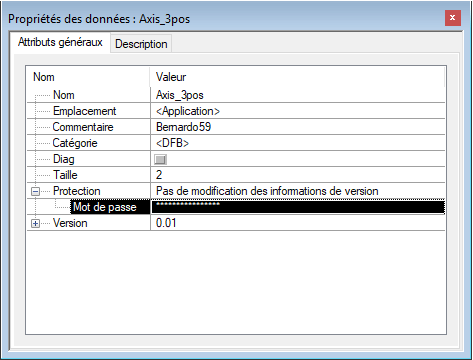 Propriétés des données : Axis_3pos
x
Attributs généraux Description
Nom Valeur
Nom Axis_3pos
Emplacement <Application>
Commentaire Bernardo59
Catégorie <DFB>
Diag
Taille 2
Protection Pas de modification des informations de version
Mot de passe ****************
Version 0.01